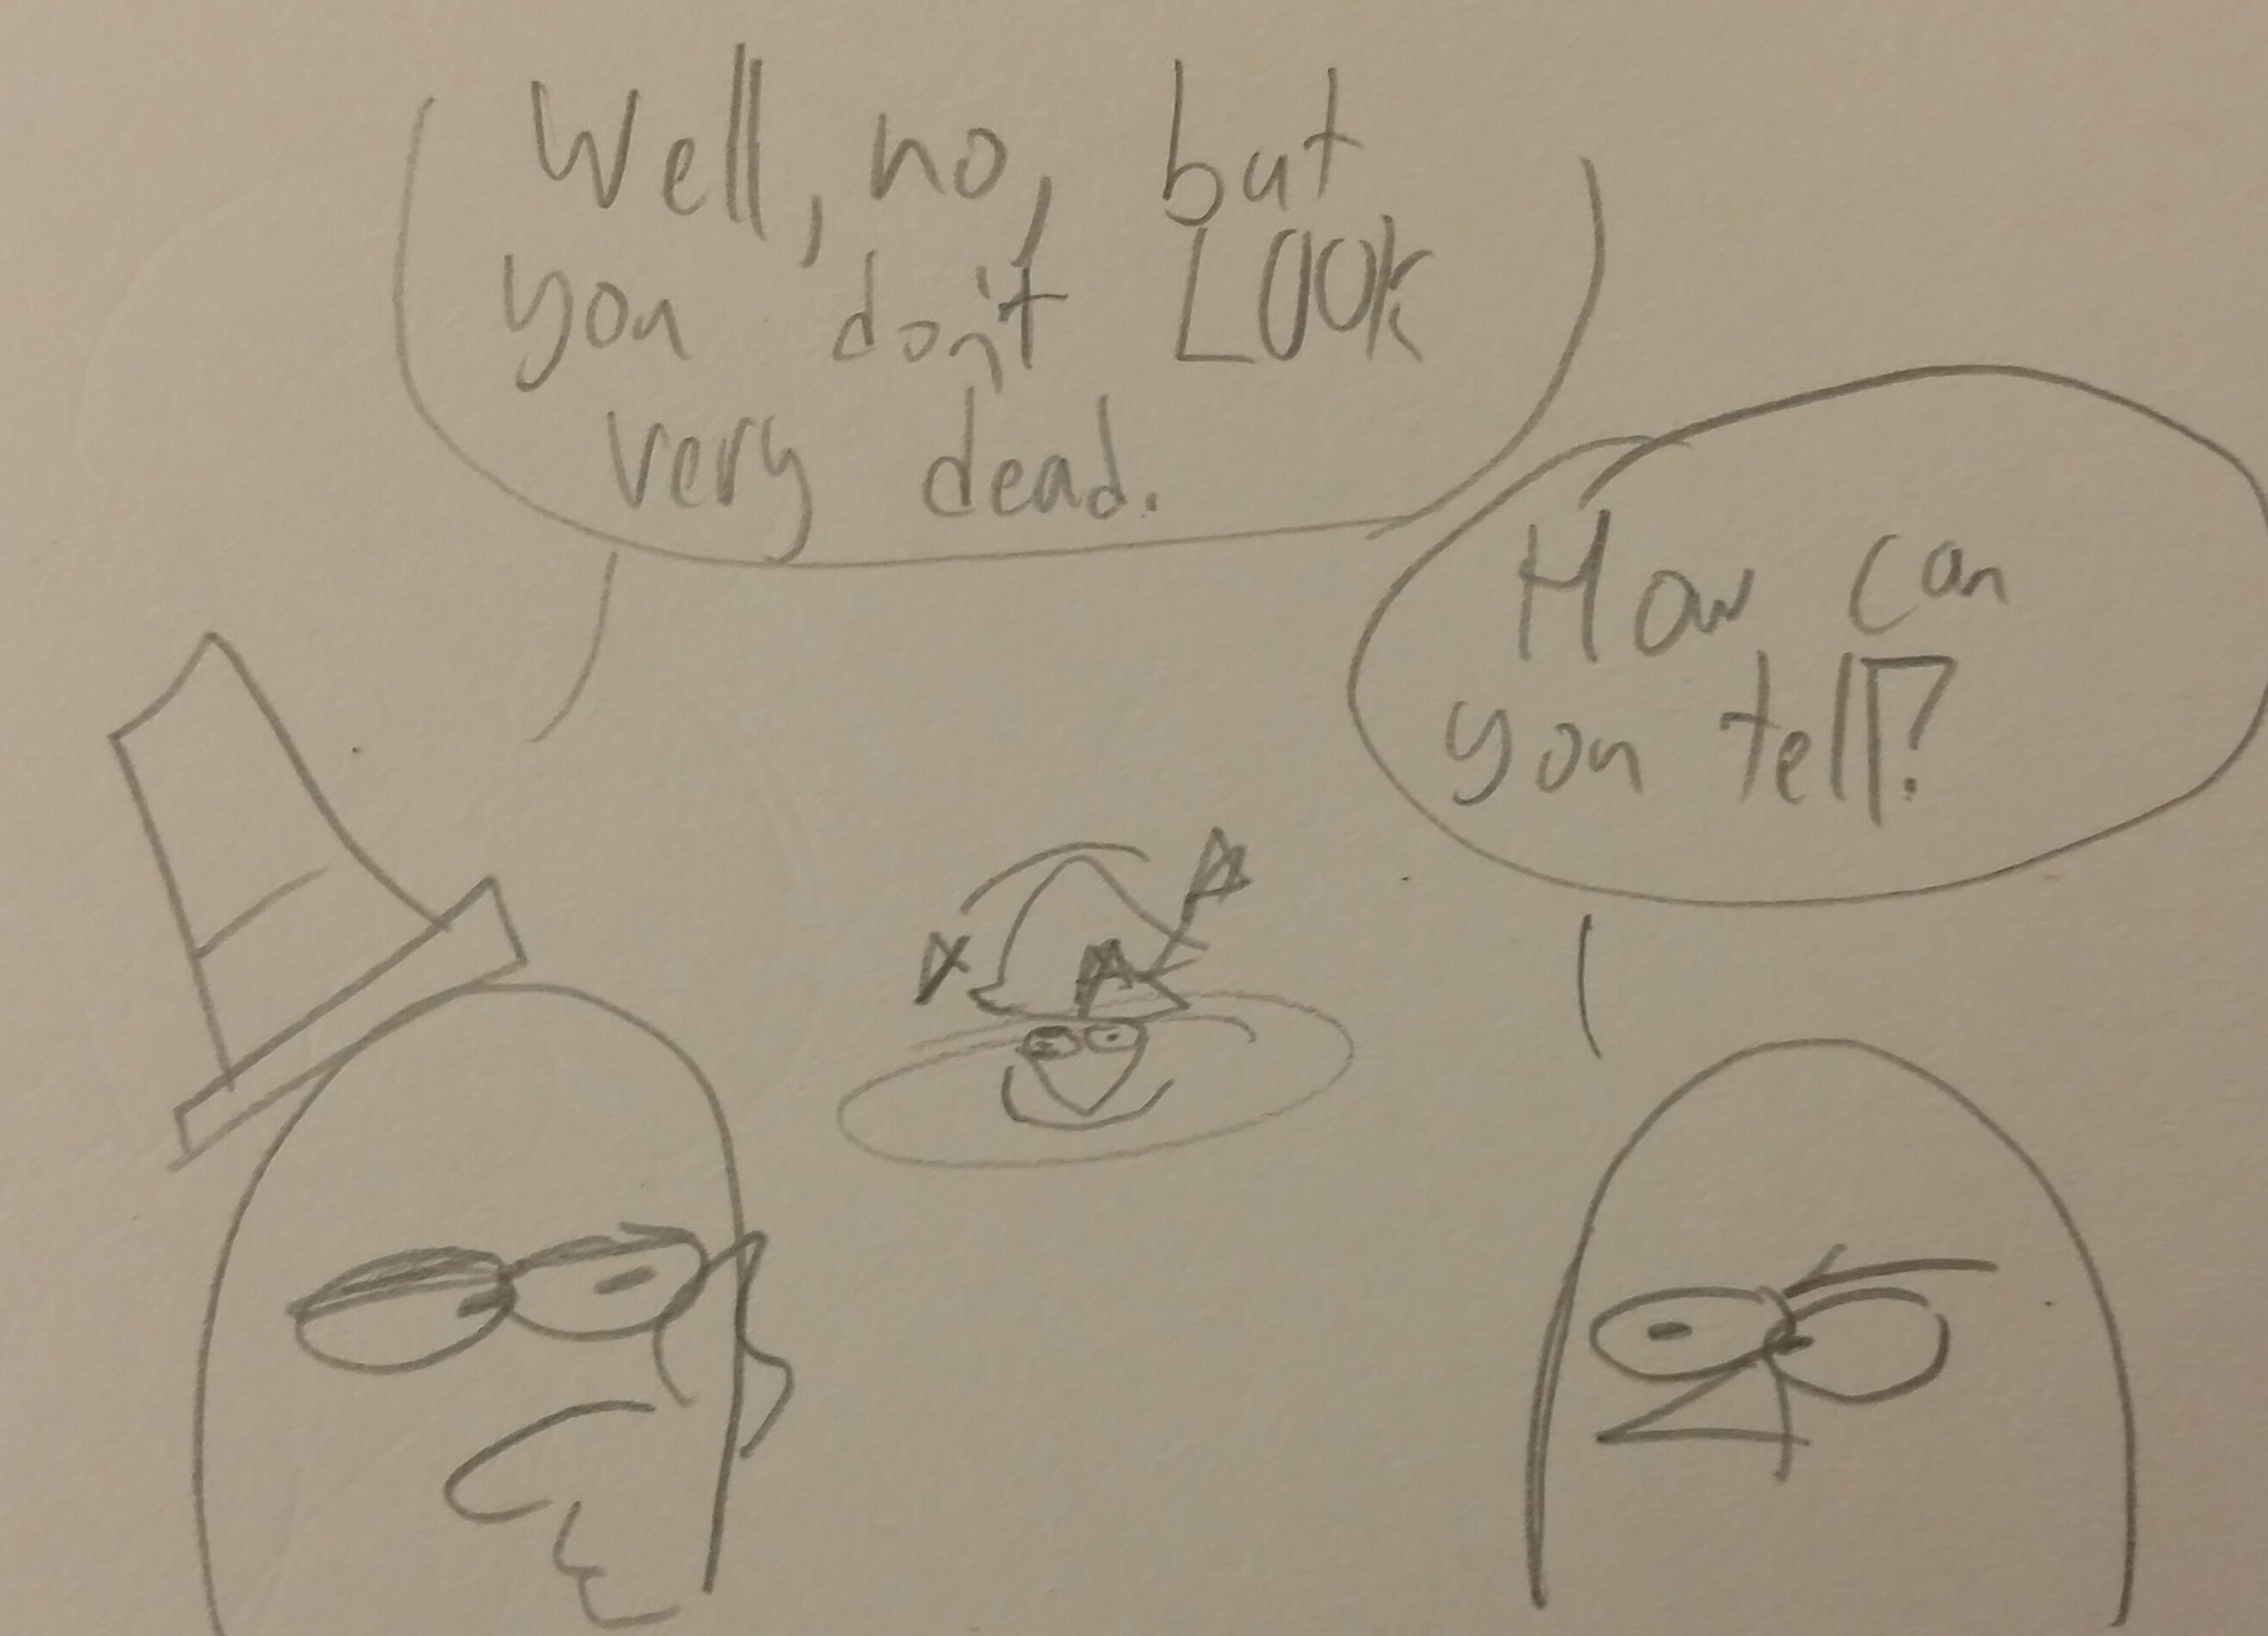 Well, no, but
you don't LOOK
very dead.
How can
you tell?